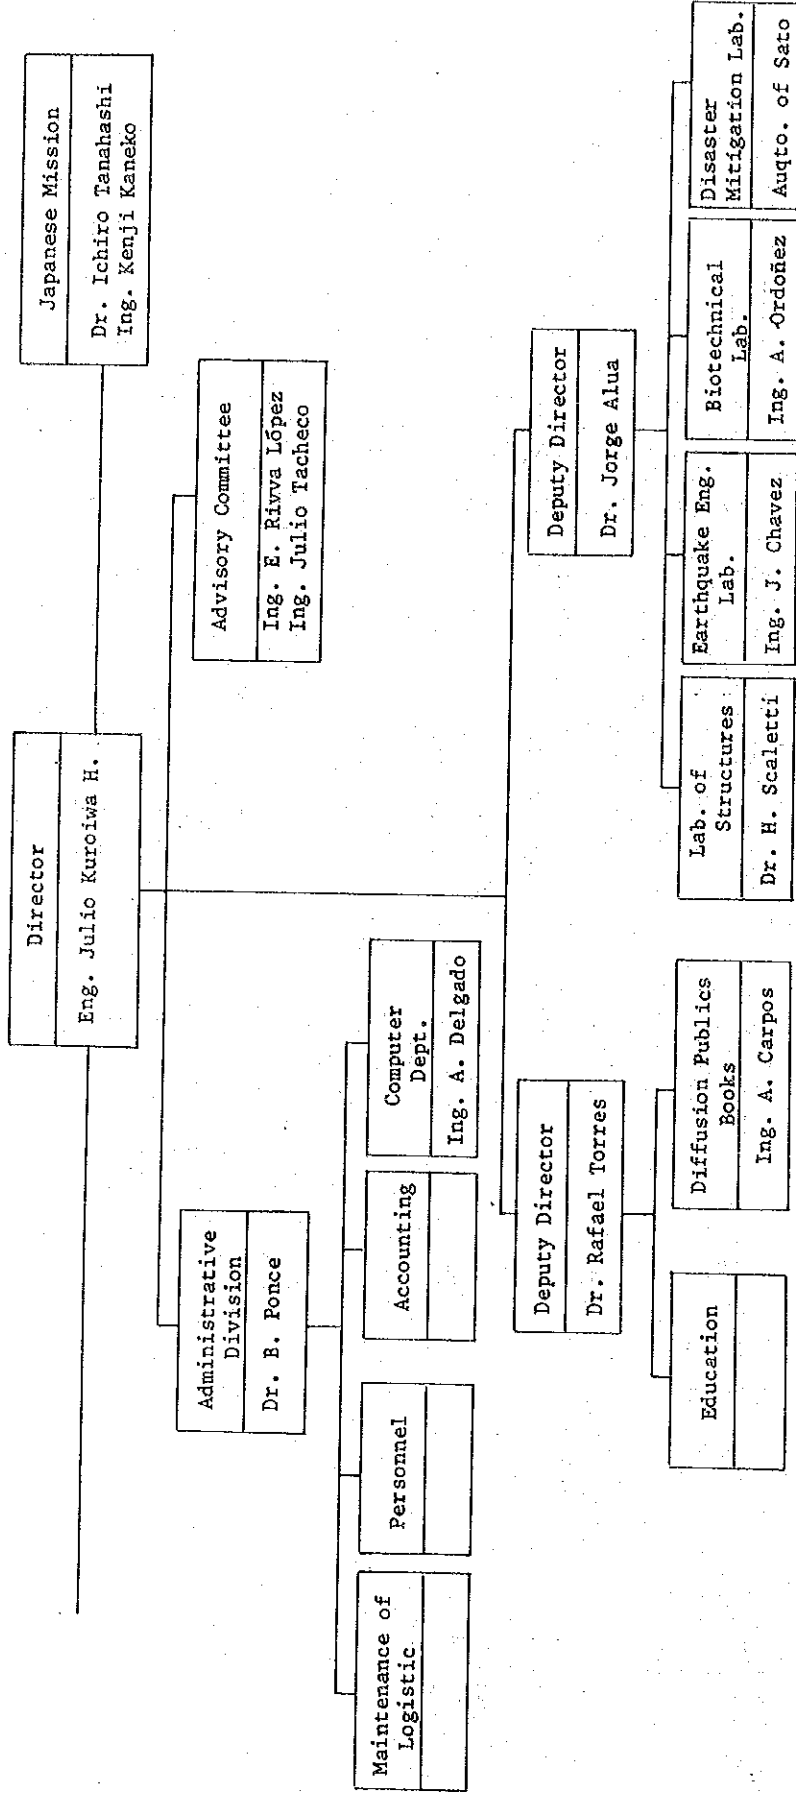 Director
Eng. Julio Kuroiwa H.
Japanese Mission
Dr. Ichiro Tanahashi
Ing. Kenji Kaneko
Administrative
Division
Dr. B. Ponce
Advisory Committee
Ing. E. Rivva López
Ing. Julio Tacheco
Maintenance of
Logistic
Personnel
Accounting
Computer
Dept.
Ing. A. Delgado
Deputy Director
Dr. Rafael Torres
Deputy Director
Dr. Jorge Alua
Education
Diffusion Publics
Books
Ing. A. Carpos
Lab. of
Structures
Dr. H. Scaletti
Earthquake Eng.
Lab.
Ing. J. Chavez
Biotechnical
Lab.
Ing. A. Ordoñez
Disaster
Mitigation Lab.
Auqto. of Sato